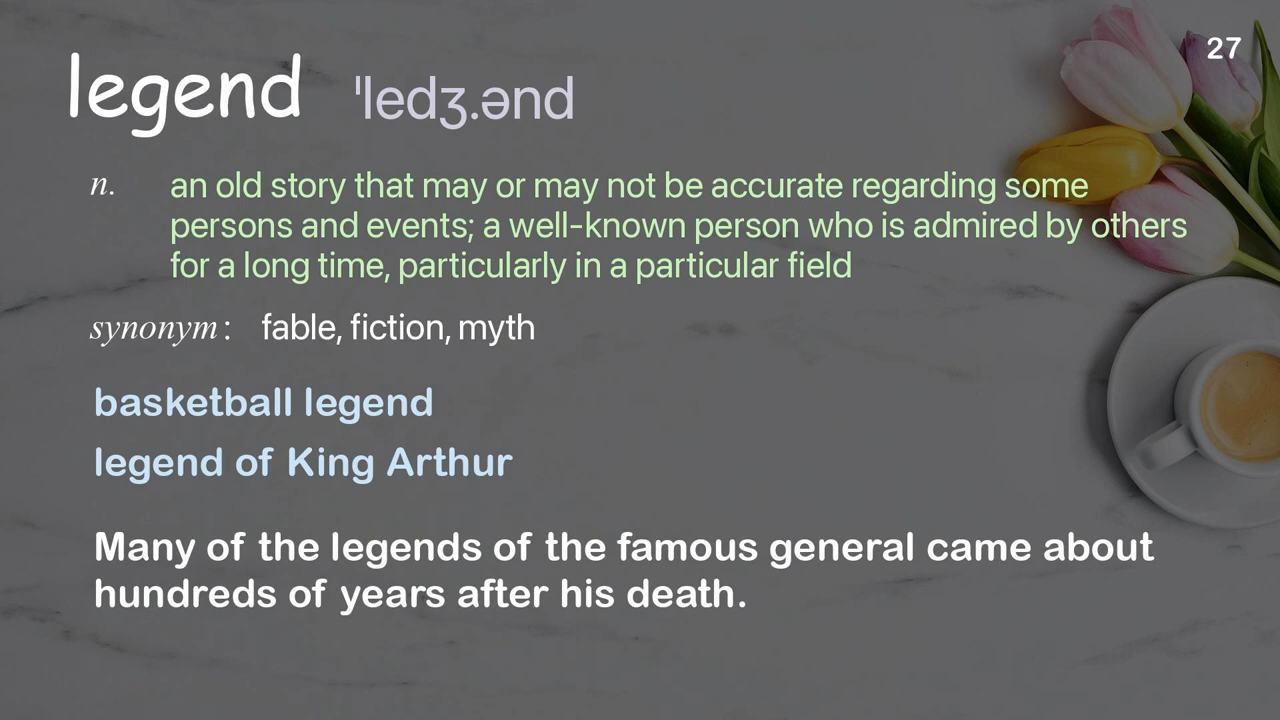 27
legend ˈledʒ.ənd
n. an old story that may or may not be accurate regarding some
persons and events; a well-known person who is admired by others
for a long time, particularly in a particular field
synonym: fable, fiction, myth
basketball legend
legend of King Arthur
Many of the legends of the famous general came about
hundreds of years after his death.